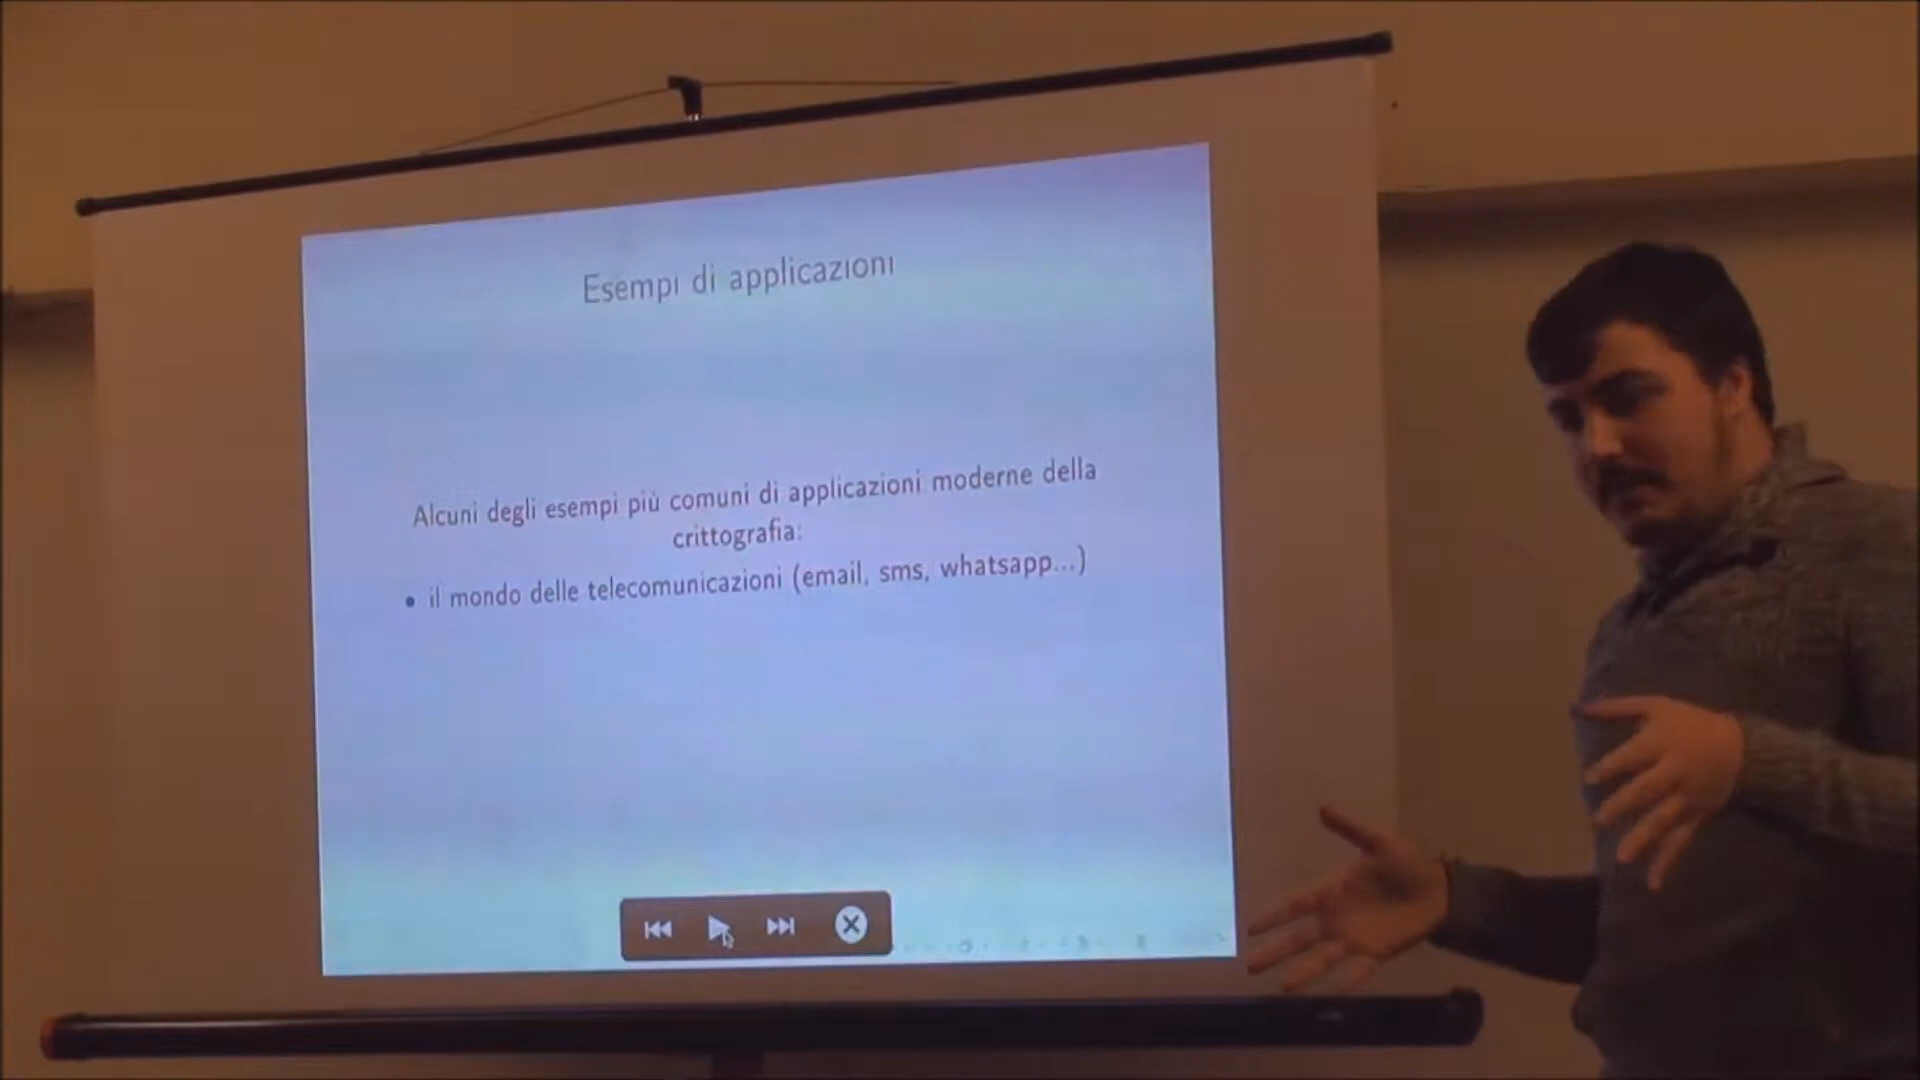 Esempi di applicazioni
Alcuni degli esempi più comuni di applicazioni moderne della
crittografia:
• il mondo delle telecomunicazioni (email, sms, whatsapp...)